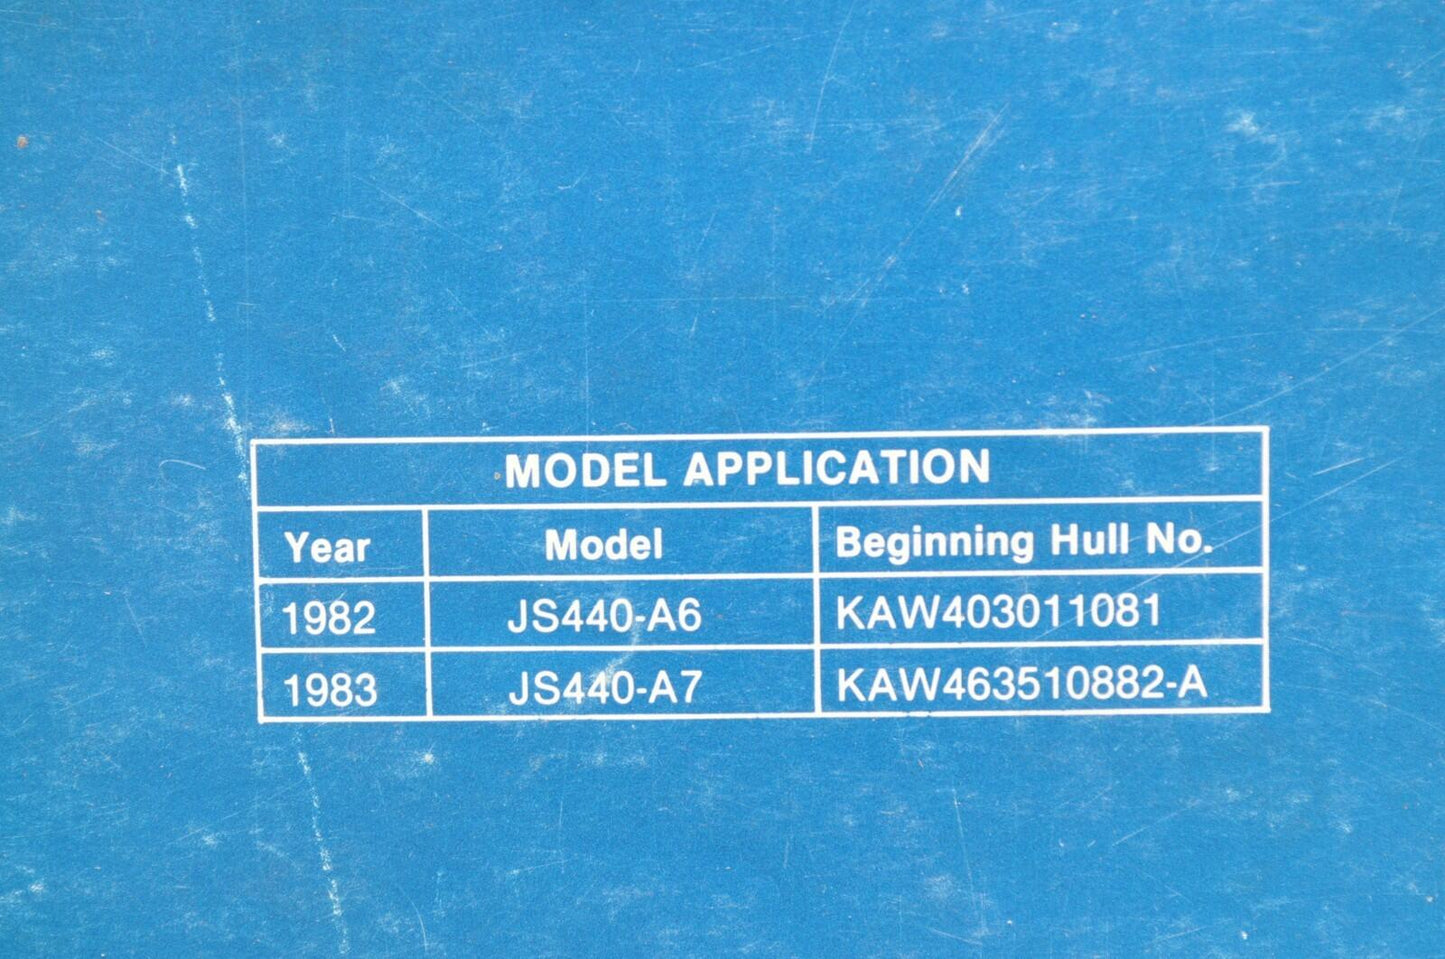 MODEL APPLICATION
Year Model Beginning Hull No.
1982 JS440-A6 KAW403011081
1983 JS440-A7 KAW463510882-A